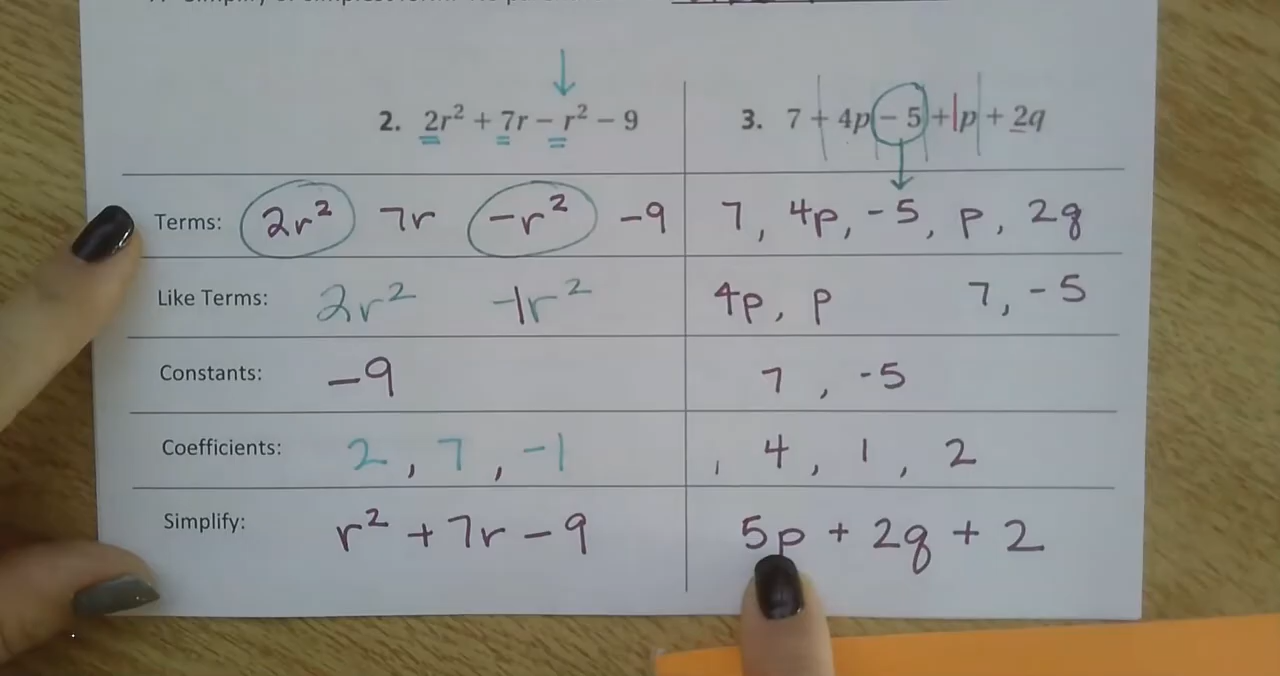 2. 2r² + 7r − r² − 9 3. 7 + 4p − 5 + 1p + 2q
Terms: 2r² 7r -r² -9 7, 4p, -5, p, 2q
Like Terms: 2r² -1r² 4p, p 7, -5
Constants: -9 7, -5
Coefficients: 2, 7, -1 4, 1, 2
Simplify: r² + 7r - 9 5p + 2q + 2